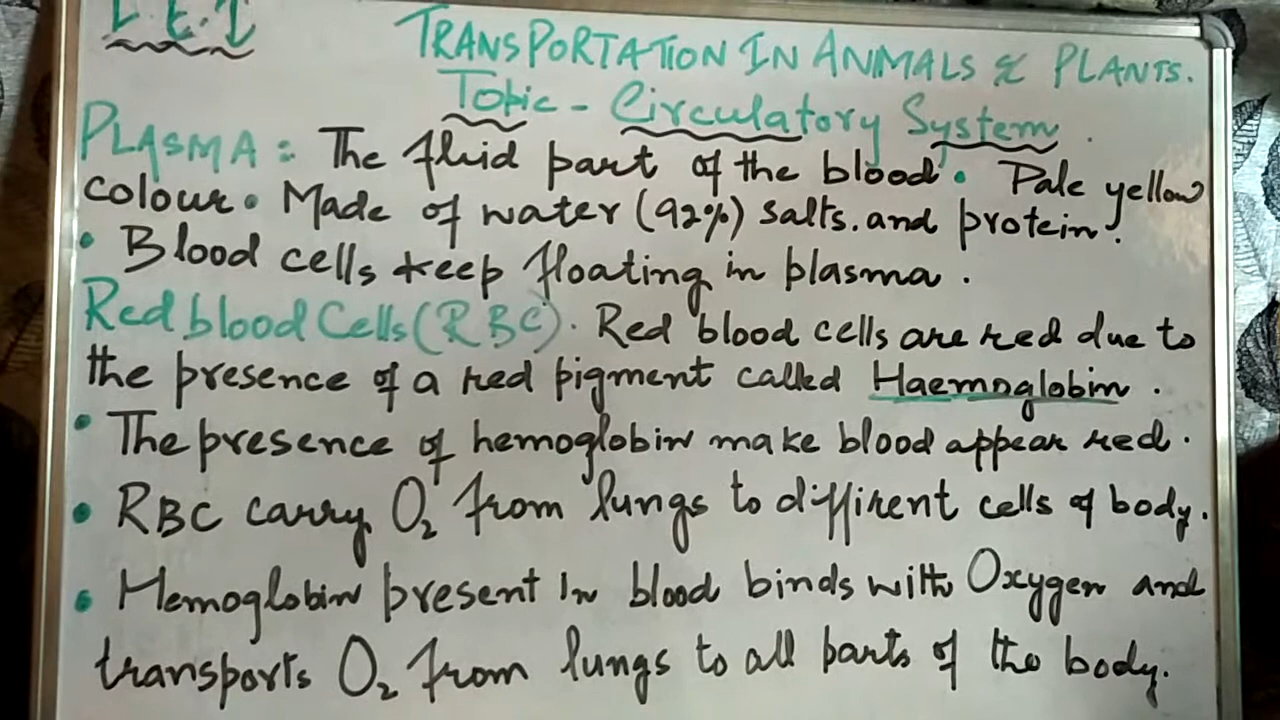 TRANSPORTATION IN ANIMALS & PLANTS.
Topic - Circulatory System.
PLASMA: The fluid part of the blood. Pale yellow
colour. Made of water (92%) salts. and protein.
• Blood cells keep floating in plasma.
Red blood Cells (RBC). Red blood cells are red due to
the presence of a red pigment called Haemoglobin.
• The presence of hemoglobin make blood appear red.
• RBC carry O₂ from lungs to diffirent cells of body.
• Hemoglobin present In blood binds with Oxygen and
transports O₂ from lungs to all parts of the body.